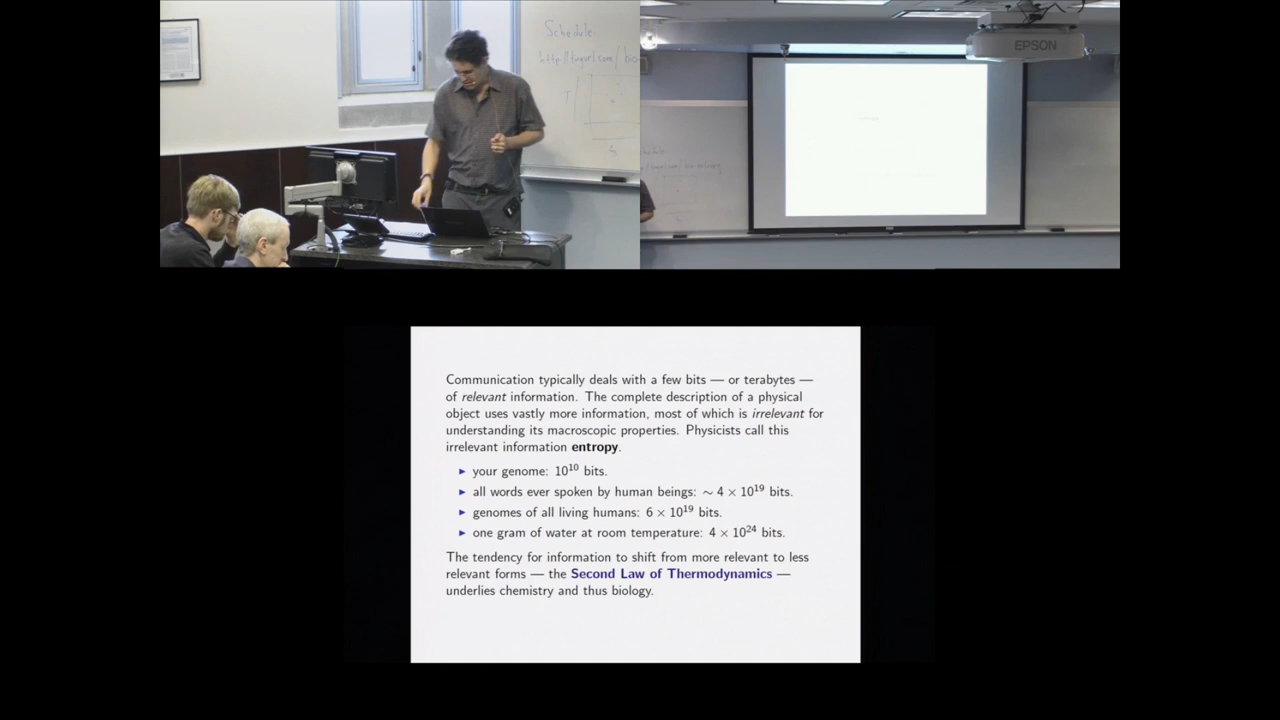 Schedule:
EPSON
Communication typically deals with a few bits — or terabytes —
of relevant information. The complete description of a physical
object uses vastly more information, most of which is irrelevant for
understanding its macroscopic properties. Physicists call this
irrelevant information entropy.
▶ your genome: 10¹⁰ bits.
▶ all words ever spoken by human beings: ∼ 4 × 10¹⁹ bits.
▶ genomes of all living humans: 6 × 10¹⁹ bits.
▶ one gram of water at room temperature: 4 × 10²⁴ bits.
The tendency for information to shift from more relevant to less
relevant forms — the Second Law of Thermodynamics —
underlies chemistry and thus biology.